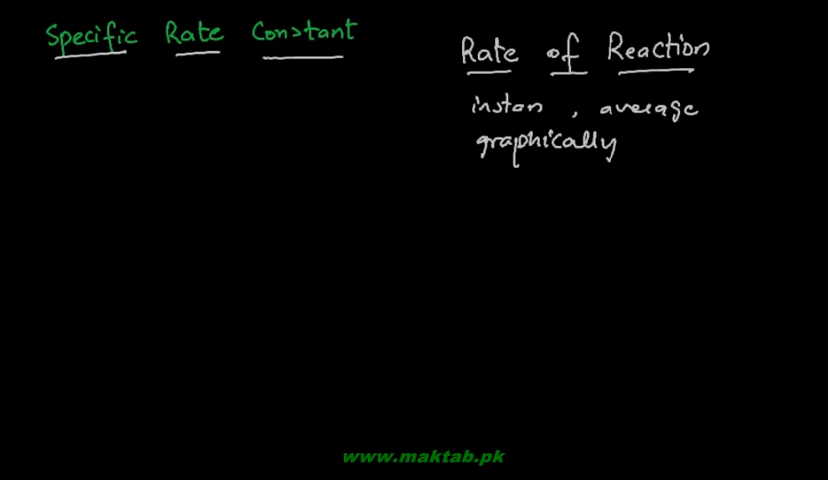 Specific Rate Constant
Rate of Reaction
instan , average
graphically
www.maktab.pk